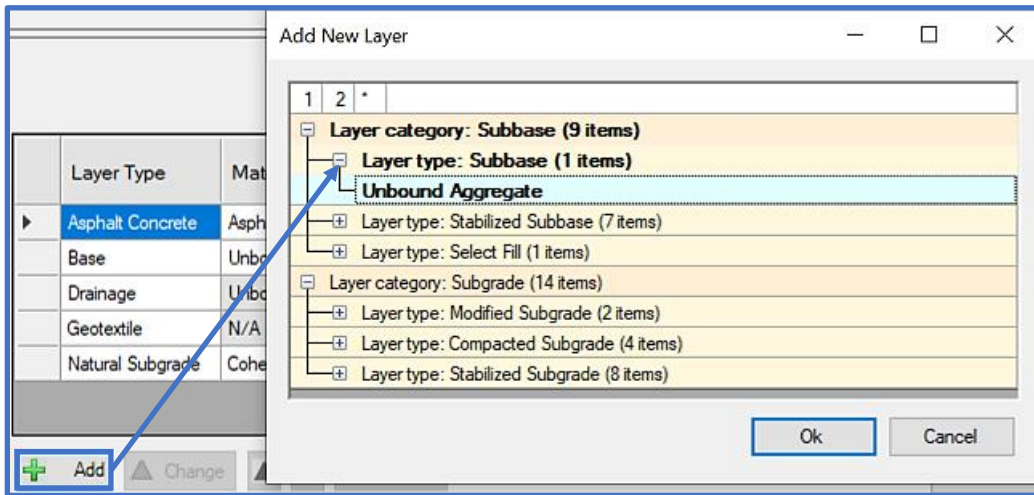 Add New Layer
1 2 *
Layer category: Subbase (9 items)
Layer type: Subbase (1 items)
Unbound Aggregate
Layer type: Stabilized Subbase (7 items)
Layer type: Select Fill (1 items)
Layer category: Subgrade (14 items)
Layer type: Modified Subgrade (2 items)
Layer type: Compacted Subgrade (4 items)
Layer type: Stabilized Subgrade (8 items)
Ok Cancel
Layer Type Mat
Asphalt Concrete Asph
Base Unbo
Drainage Unbo
Geotextile N/A
Natural Subgrade Cohe
Add Change